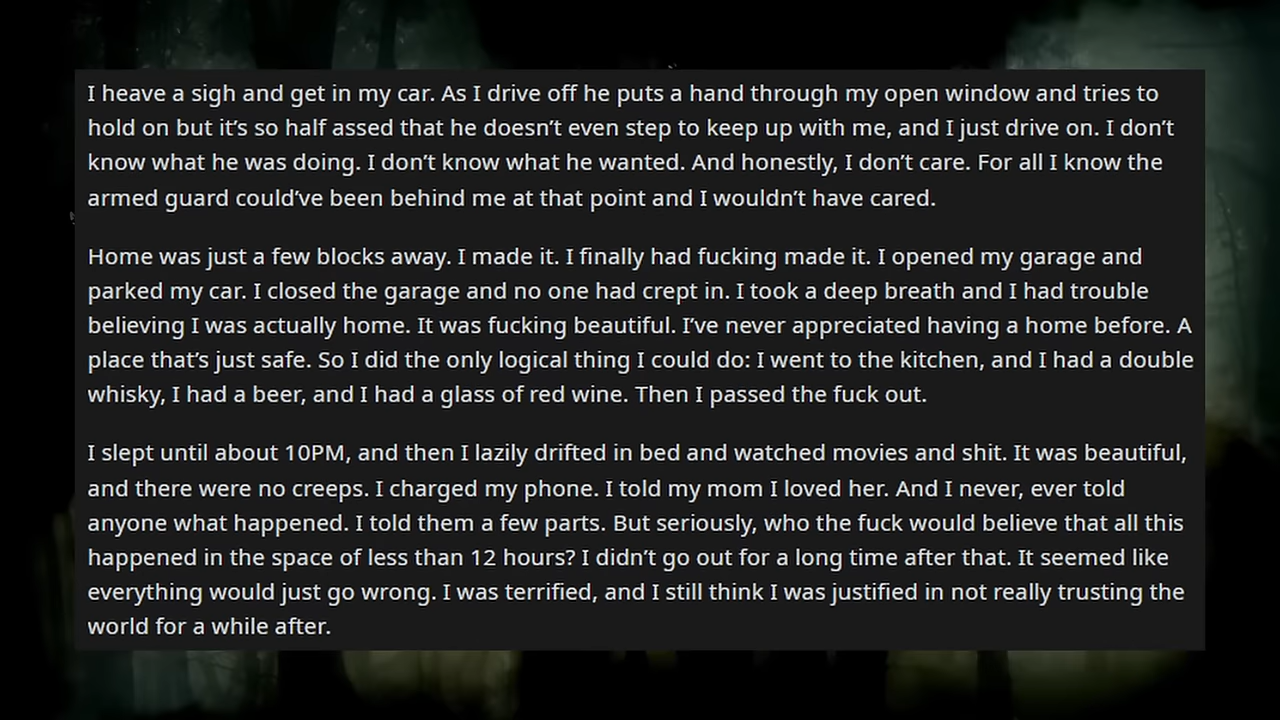 I heave a sigh and get in my car. As I drive off he puts a hand through my open window and tries to
hold on but it’s so half assed that he doesn’t even step to keep up with me, and I just drive on. I don’t
know what he was doing. I don’t know what he wanted. And honestly, I don’t care. For all I know the
armed guard could’ve been behind me at that point and I wouldn’t have cared.
Home was just a few blocks away. I made it. I finally had fucking made it. I opened my garage and
parked my car. I closed the garage and no one had crept in. I took a deep breath and I had trouble
believing I was actually home. It was fucking beautiful. I’ve never appreciated having a home before. A
place that’s just safe. So I did the only logical thing I could do: I went to the kitchen, and I had a double
whisky, I had a beer, and I had a glass of red wine. Then I passed the fuck out.
I slept until about 10PM, and then I lazily drifted in bed and watched movies and shit. It was beautiful,
and there were no creeps. I charged my phone. I told my mom I loved her. And I never, ever told
anyone what happened. I told them a few parts. But seriously, who the fuck would believe that all this
happened in the space of less than 12 hours? I didn’t go out for a long time after that. It seemed like
everything would just go wrong. I was terrified, and I still think I was justified in not really trusting the
world for a while after.